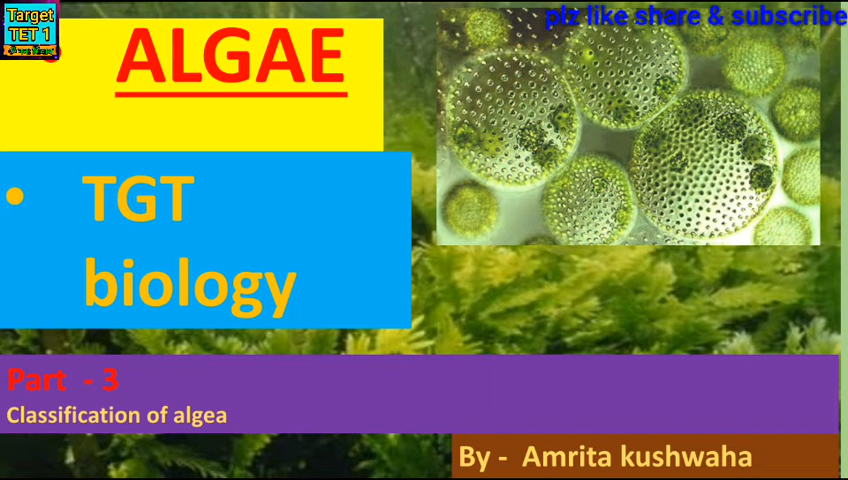 Target
TET 1
plz like share & subscribe
ALGAE
• TGT
biology
Part - 3
Classification of algea
By - Amrita kushwaha